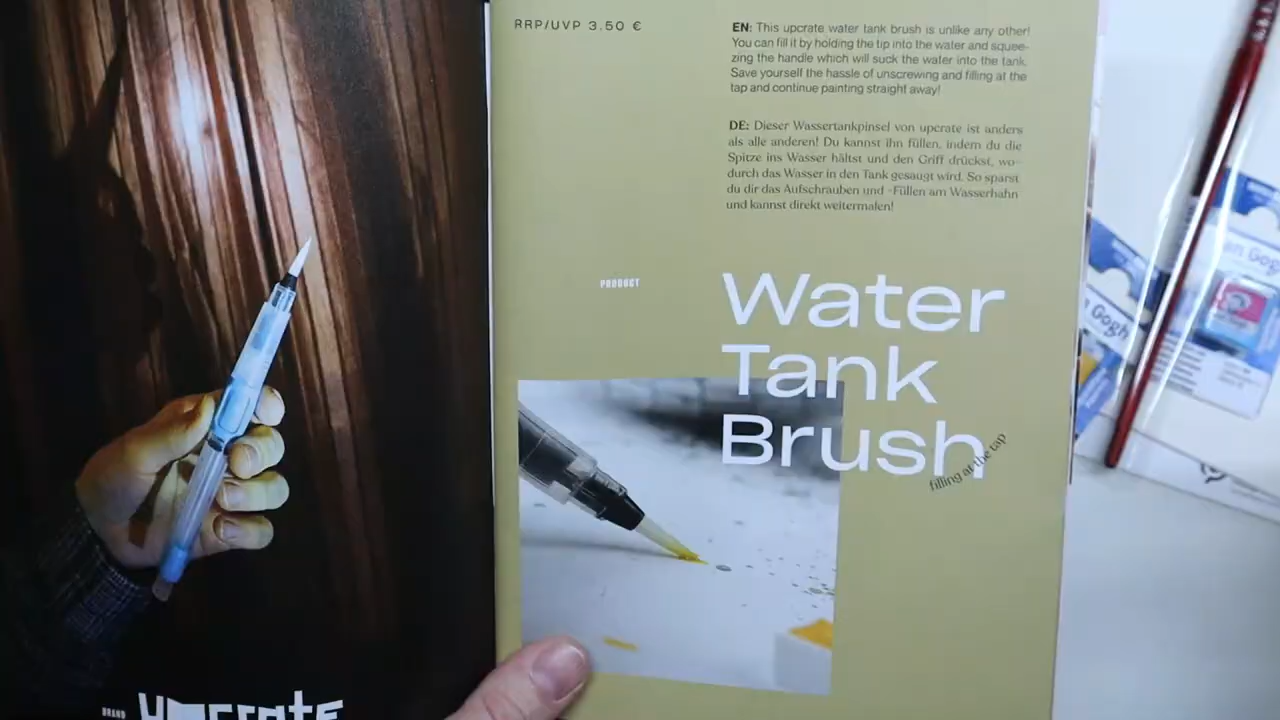 RRP/UVP 3.50 €
EN: This upcrate water tank brush is unlike any other!
You can fill it by holding the tip into the water and squee-
zing the handle which will suck the water into the tank.
Save yourself the hassle of unscrewing and filling at the
tap and continue painting straight away!
DE: Dieser Wassertankpinsel von upcrate ist anders
als alle anderen! Du kannst ihn füllen, indem du die
Spitze ins Wasser hältst und den Griff drückst, wo-
durch das Wasser in den Tank gesaugt wird. So sparst
du dir das Aufschrauben und -Füllen am Wasserhahn
und kannst direkt weitermalen!
PRODUCT
Water
Tank
Brush
filling at the tap
BRAND
upcrate
n Gogh
en Gogh